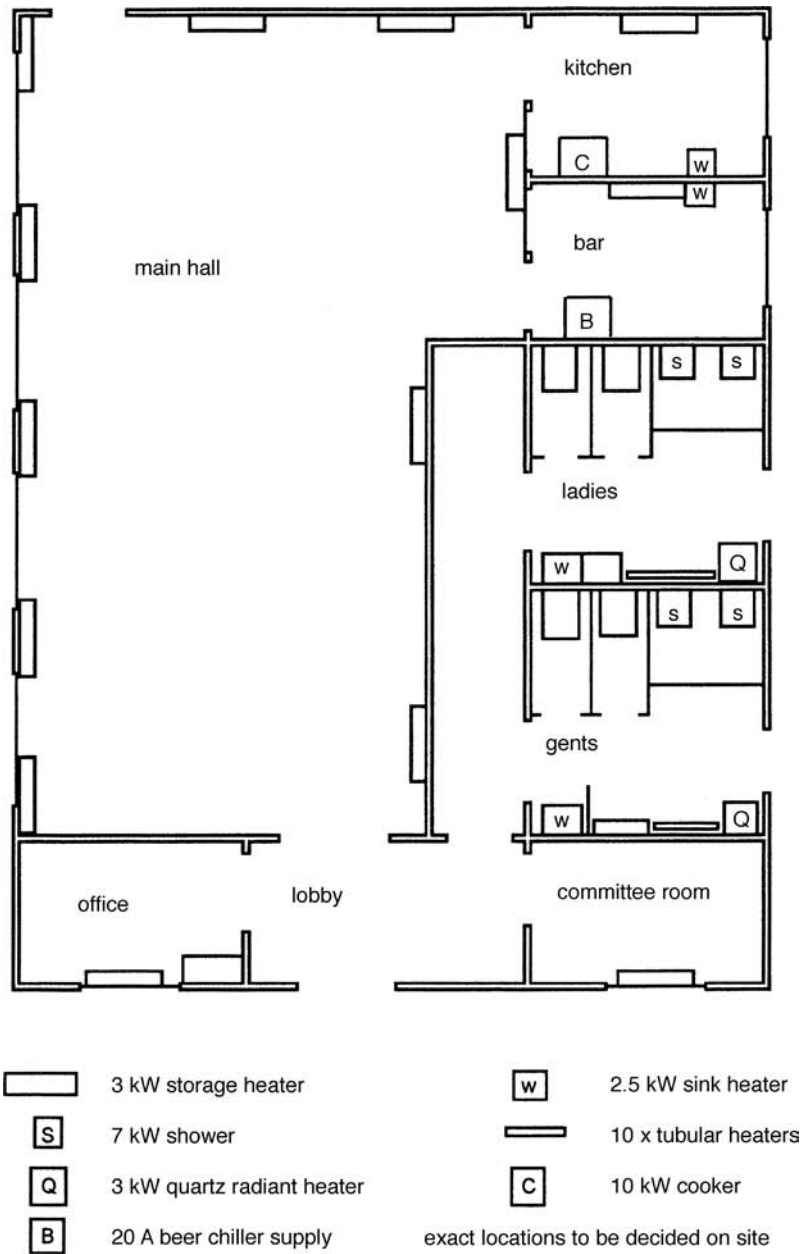 kitchen
C
w
w
main hall
bar
B
s s
ladies
w
Q
s s
gents
w
Q
office
lobby
committee room
3 kW storage heater
w 2.5 kW sink heater
S 7 kW shower
10 x tubular heaters
Q 3 kW quartz radiant heater
C 10 kW cooker
B 20 A beer chiller supply
exact locations to be decided on site